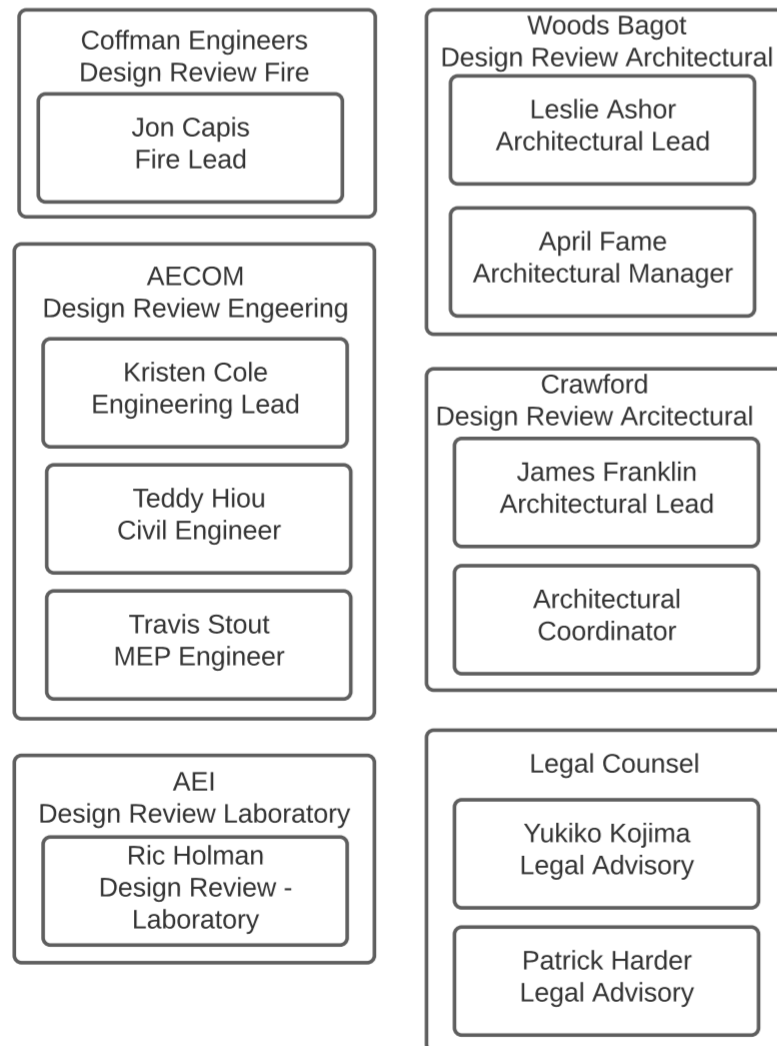 Coffman Engineers
Design Review Fire
Jon Capis
Fire Lead
AECOM
Design Review Engeering
Kristen Cole
Engineering Lead
Teddy Hiou
Civil Engineer
Travis Stout
MEP Engineer
AEI
Design Review Laboratory
Ric Holman
Design Review -
Laboratory
Woods Bagot
Design Review Architectural
Leslie Ashor
Architectural Lead
April Fame
Architectural Manager
Crawford
Design Review Arcitectural
James Franklin
Architectural Lead
Architectural
Coordinator
Legal Counsel
Yukiko Kojima
Legal Advisory
Patrick Harder
Legal Advisory